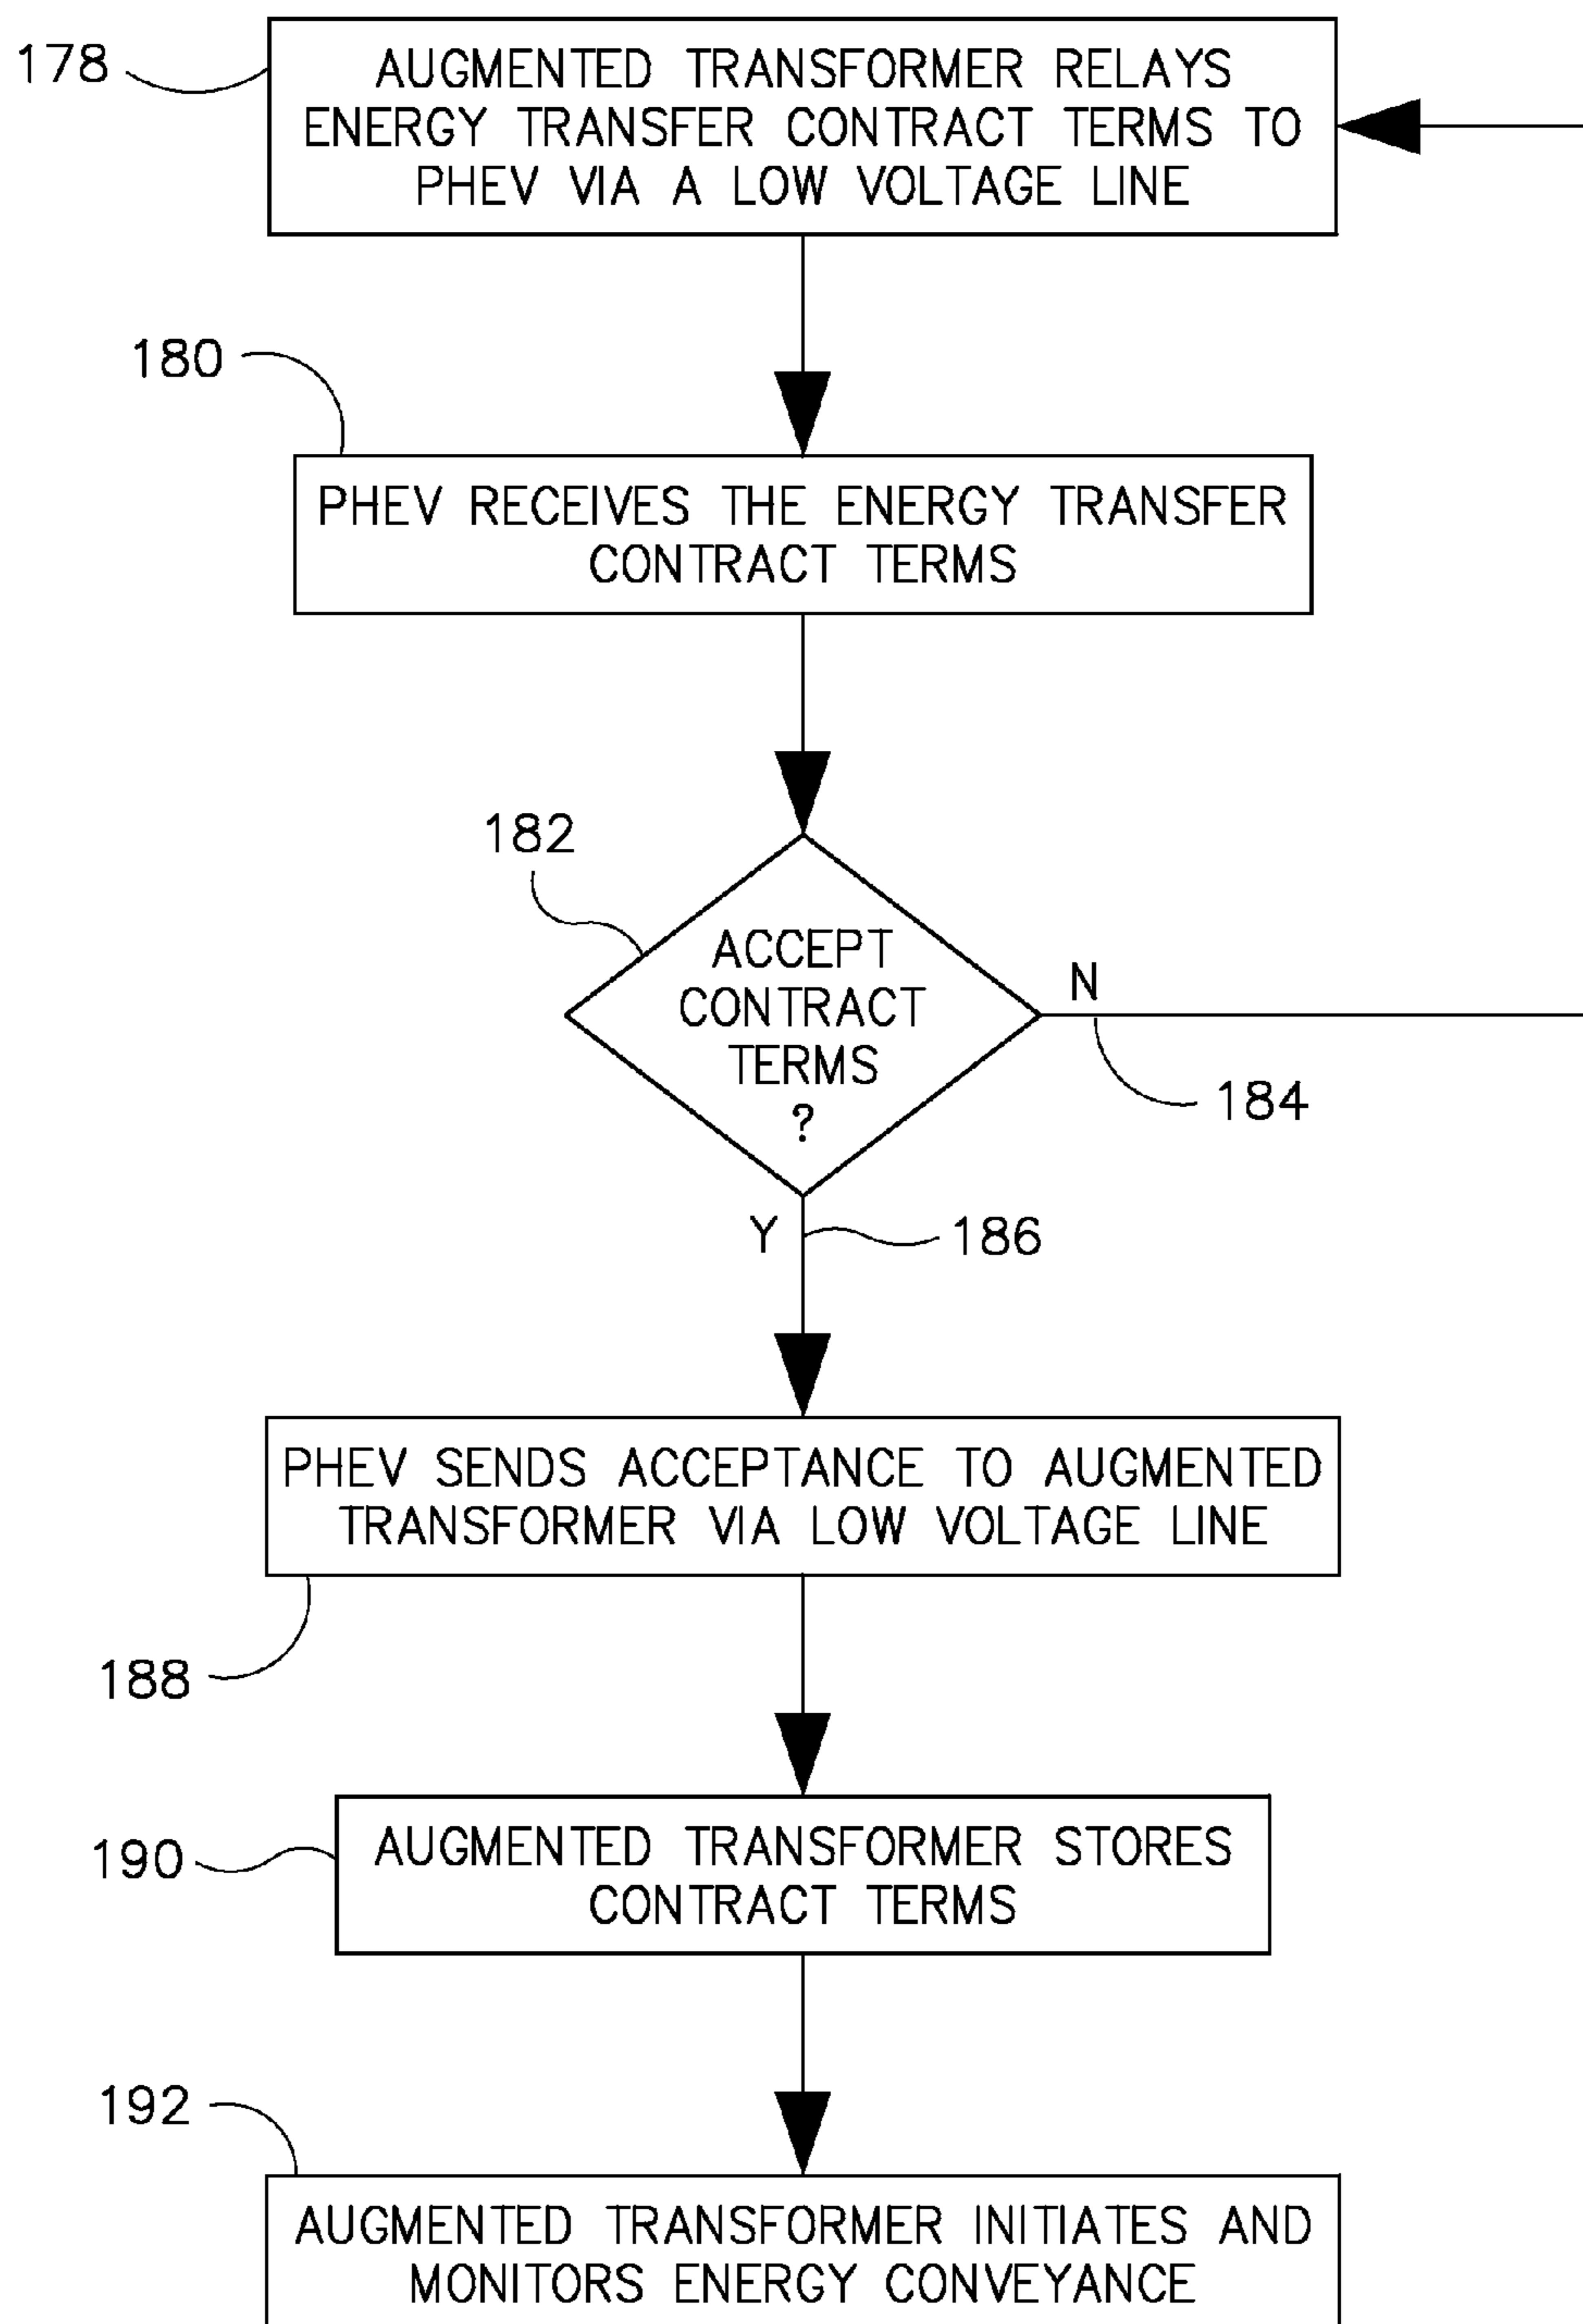 178
AUGMENTED TRANSFORMER RELAYS
ENERGY TRANSFER CONTRACT TERMS TO
PHEV VIA A LOW VOLTAGE LINE
180
PHEV RECEIVES THE ENERGY TRANSFER
CONTRACT TERMS
182
ACCEPT
CONTRACT
TERMS
?
N
184
Y
186
PHEV SENDS ACCEPTANCE TO AUGMENTED
TRANSFORMER VIA LOW VOLTAGE LINE
188
190
AUGMENTED TRANSFORMER STORES
CONTRACT TERMS
192
AUGMENTED TRANSFORMER INITIATES AND
MONITORS ENERGY CONVEYANCE